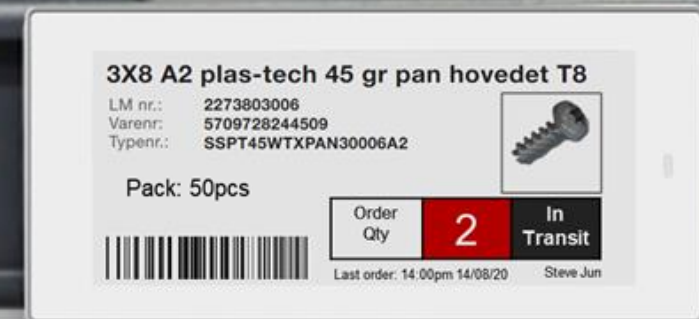 3X8 A2 plas-tech 45 gr pan hovedet T8
LM nr.: 2273803006
Varenr: 5709728244509
Typenr.: SSPT45WTXPAN30006A2
Pack: 50pcs
Order Qty
2
In Transit
Last order: 14:00pm 14/08/20
Steve Jun